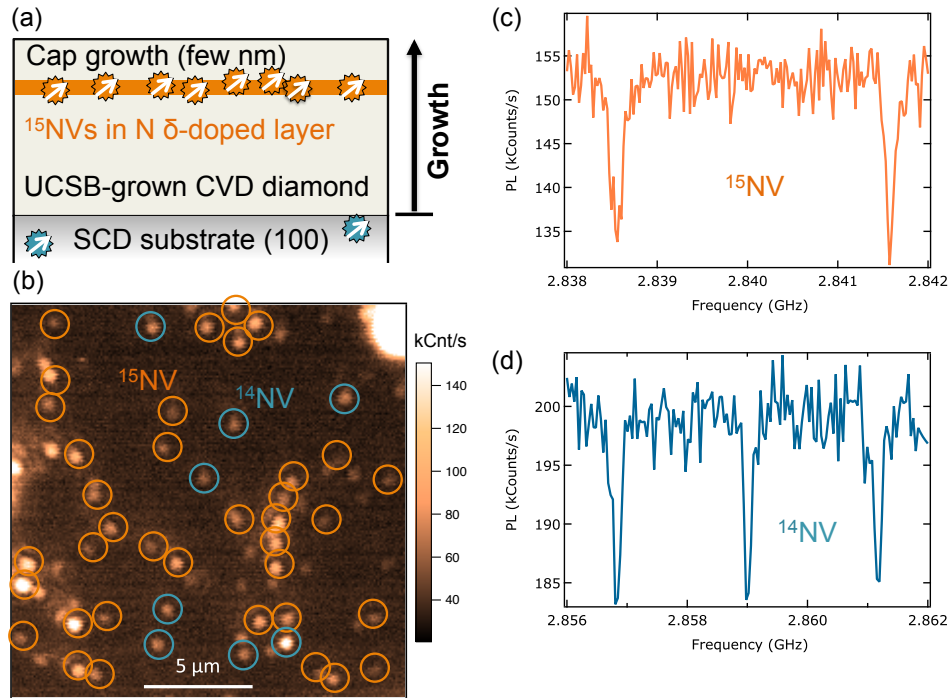 (a)
Cap growth (few nm)
¹⁵NVs in N δ-doped layer
UCSB-grown CVD diamond
SCD substrate (100)
Growth
(b)
¹⁵NV
¹⁴NV
5 μm
kCnt/s
140
120
100
80
60
40
(c)
155
150
145
140
135
PL (kCounts/s)
¹⁵NV
2.838
2.839
2.840
2.841
2.842
Frequency (GHz)
(d)
200
195
190
185
PL (kCounts/s)
¹⁴NV
2.856
2.858
2.860
2.862
Frequency (GHz)